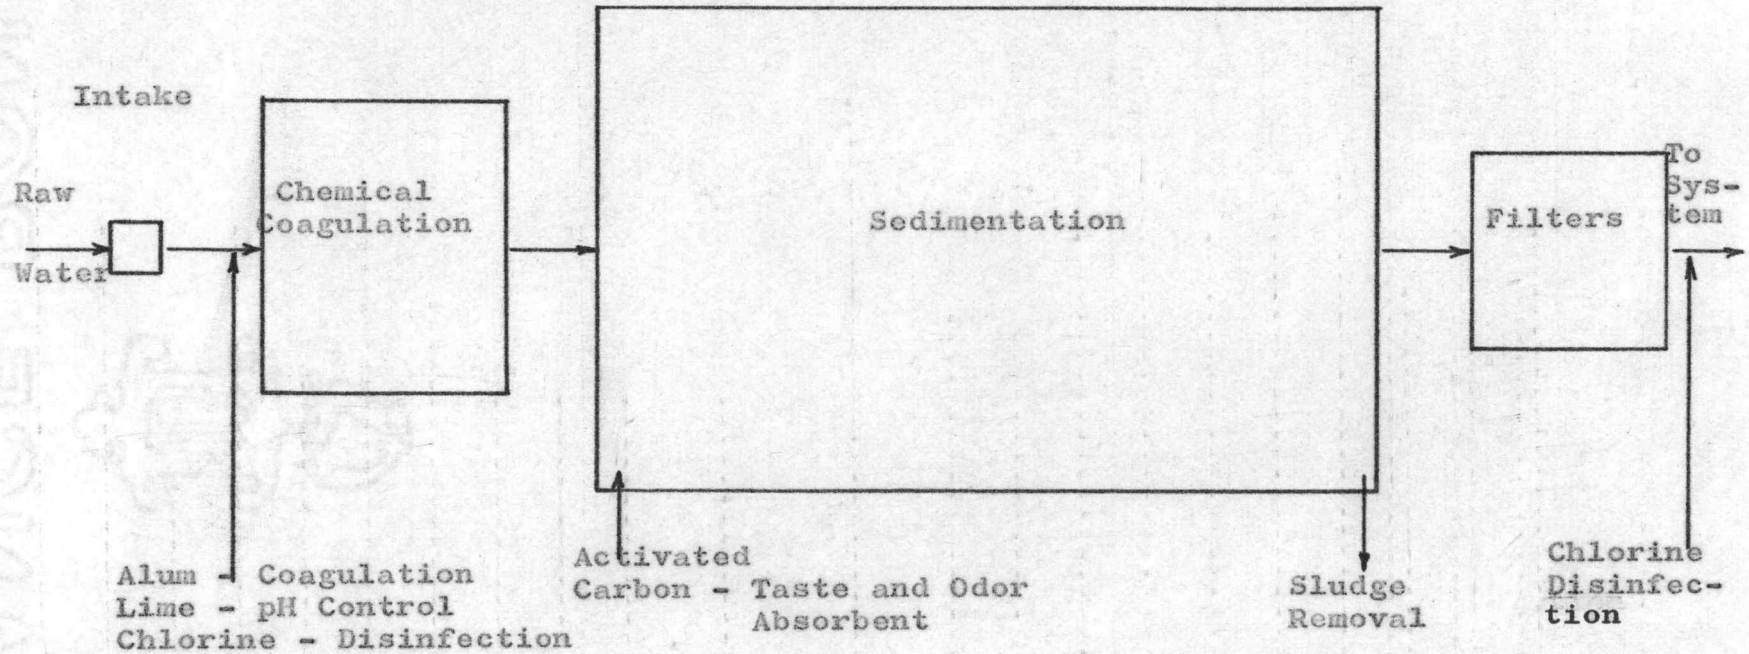 Intake
Raw
Water
Chemical
Coagulation
Sedimentation
Filters
To
Sys-
tem
Alum - Coagulation
Lime - pH Control
Chlorine - Disinfection
Activated
Carbon - Taste and Odor
Absorbent
Sludge
Removal
Chlorine
Disinfec-
tion